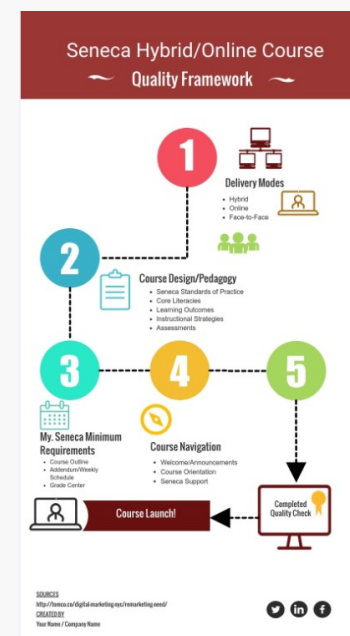 Seneca Hybrid/Online Course
Quality Framework
1
Delivery Modes
• Hybrid
• Online
• Face-to-Face
2
Course Design/Pedagogy
• Seneca Standards of Practice
• Core Literacies
• Learning Outcomes
• Instructional Strategies
• Assessments
3
4
5
My. Seneca Minimum
Requirements
• Course Outline
• Addendum/Weekly
Schedule
• Grade Center
Course Navigation
• Welcome/Announcements
• Course Orientation
• Seneca Support
Completed
Quality Check
Course Launch!
SOURCES
CREATED BY
Your Name / Company Name